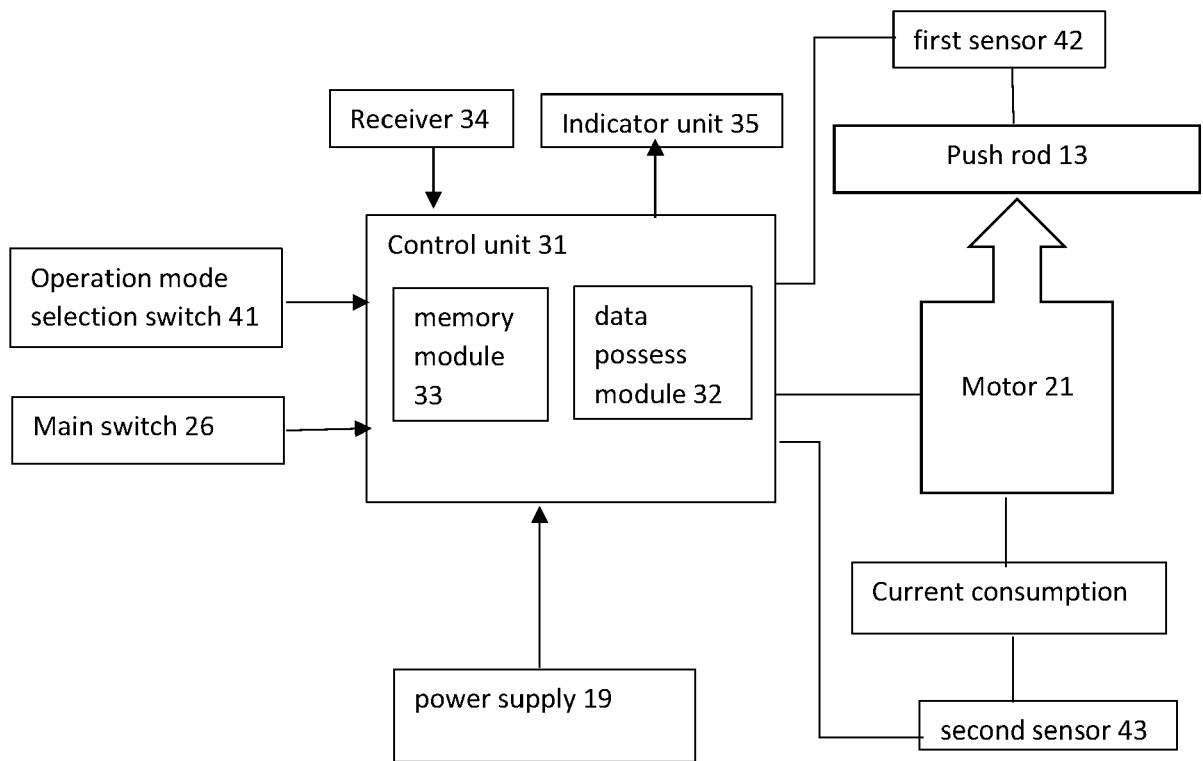 first sensor 42
Receiver 34
Indicator unit 35
Push rod 13
Control unit 31
Operation mode
selection switch 41
memory
module
33
data
possess
module 32
Motor 21
Main switch 26
Current consumption
power supply 19
second sensor 43